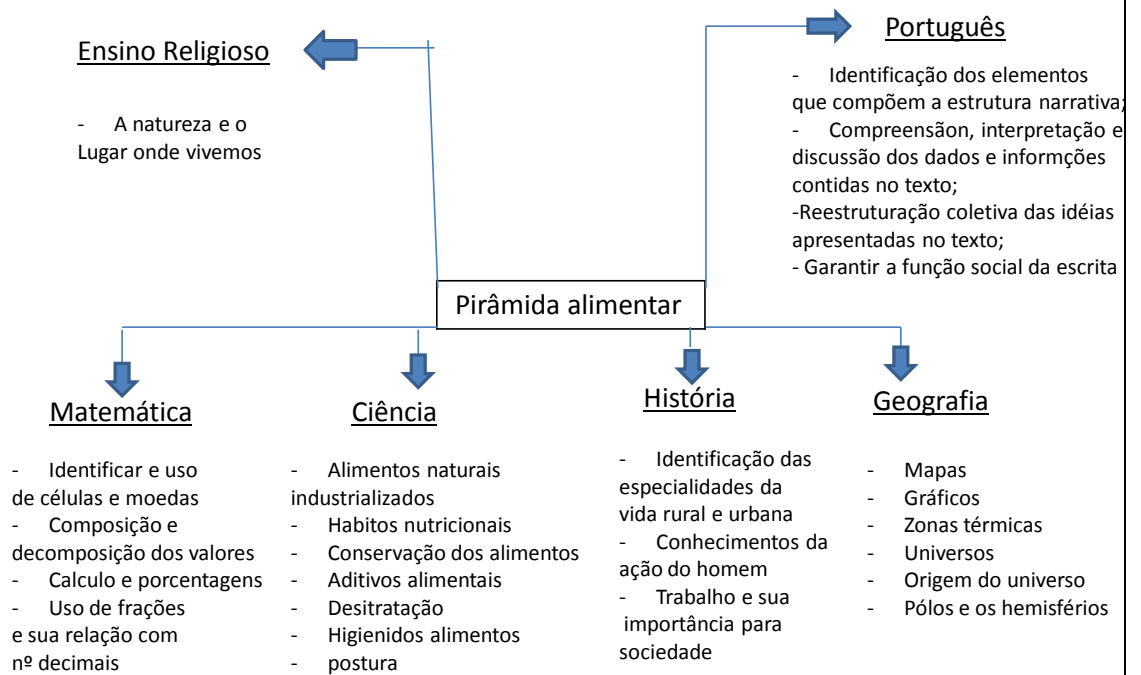 Ensino Religioso
- A natureza e o
Lugar onde vivemos
Português
- Identificação dos elementos
que compõem a estrutura narrativa;
- Compreensãon, interpretação e
discussão dos dados e informções
contidas no texto;
-Reestruturação coletiva das idéias
apresentadas no texto;
- Garantir a função social da escrita
Pirâmida alimentar
Matemática
- Identificar e uso
de células e moedas
- Composição e
decomposição dos valores
- Calculo e porcentagens
- Uso de frações
e sua relação com
nº decimais
Ciência
- Alimentos naturais
industrializados
- Habitos nutricionais
- Conservação dos alimentos
- Aditivos alimentais
- Desitratação
- Higienidos alimentos
- postura
História
- Identificação das
especialidades da
vida rural e urbana
- Conhecimentos da
ação do homem
- Trabalho e sua
importância para
sociedade
Geografia
- Mapas
- Gráficos
- Zonas térmicas
- Universos
- Origem do universo
- Pólos e os hemisférios